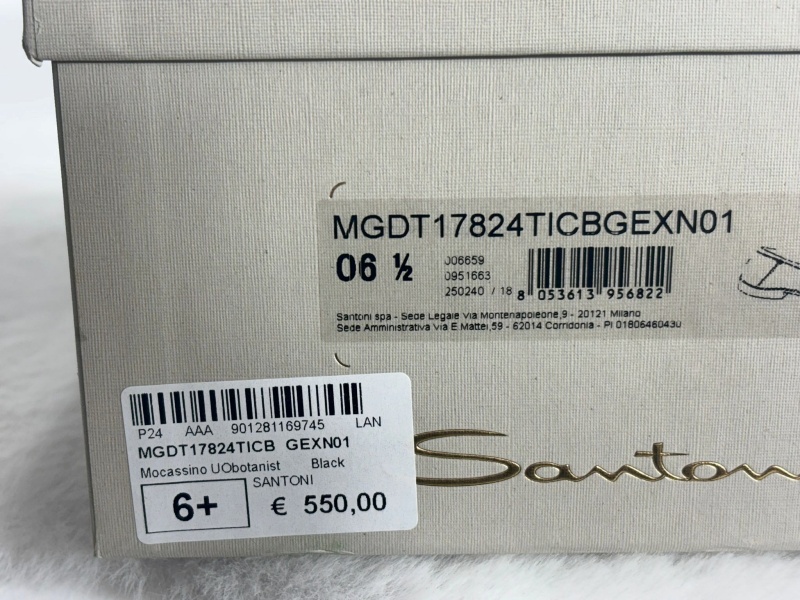 MGDT17824TICBGEXN01
06 ½
006659
0951663
250240 / 18
8 053613 956822
Santoni spa - Sede Legale Via Montenapoleone,9 - 20121 Milano
Sede Amministrativa Via E.Mattei,59 - 62014 Corridonia - PI 01806460430
P24 AAA 901281169745 LAN
MGDT17824TICB GEXN01
Mocassino UObotanist Black
SANTONI
6+ € 550,00
Santon